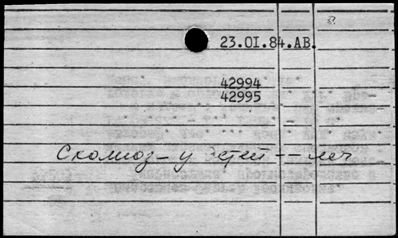 23.01.84.АВ.
42994
42995
Сколиоз - у детей -- леч